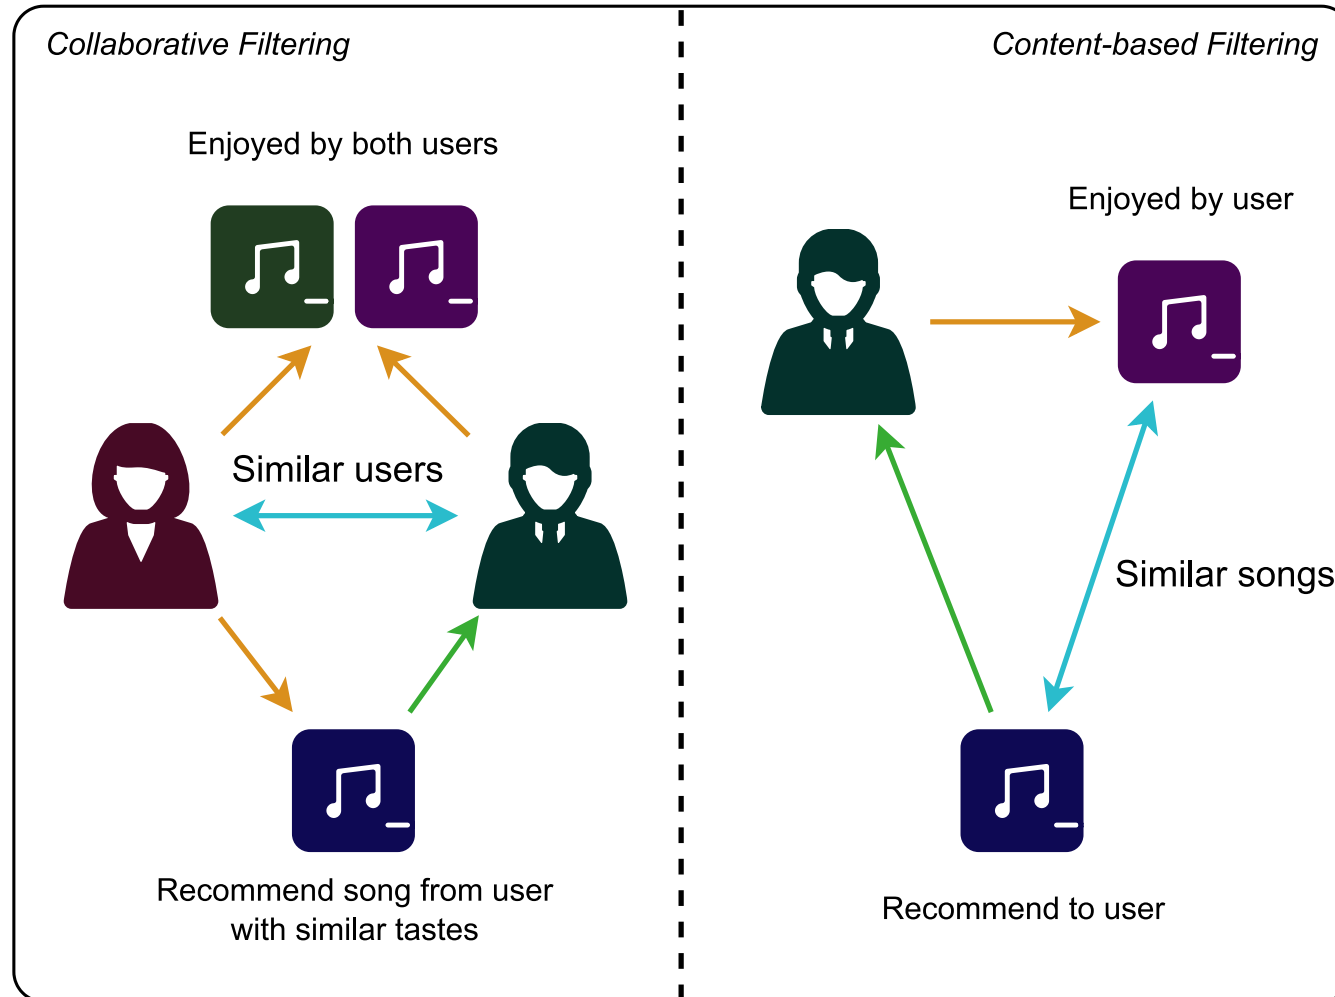 Collaborative Filtering
Enjoyed by both users
Similar users
Recommend song from user
with similar tastes
Content-based Filtering
Enjoyed by user
Similar songs
Recommend to user